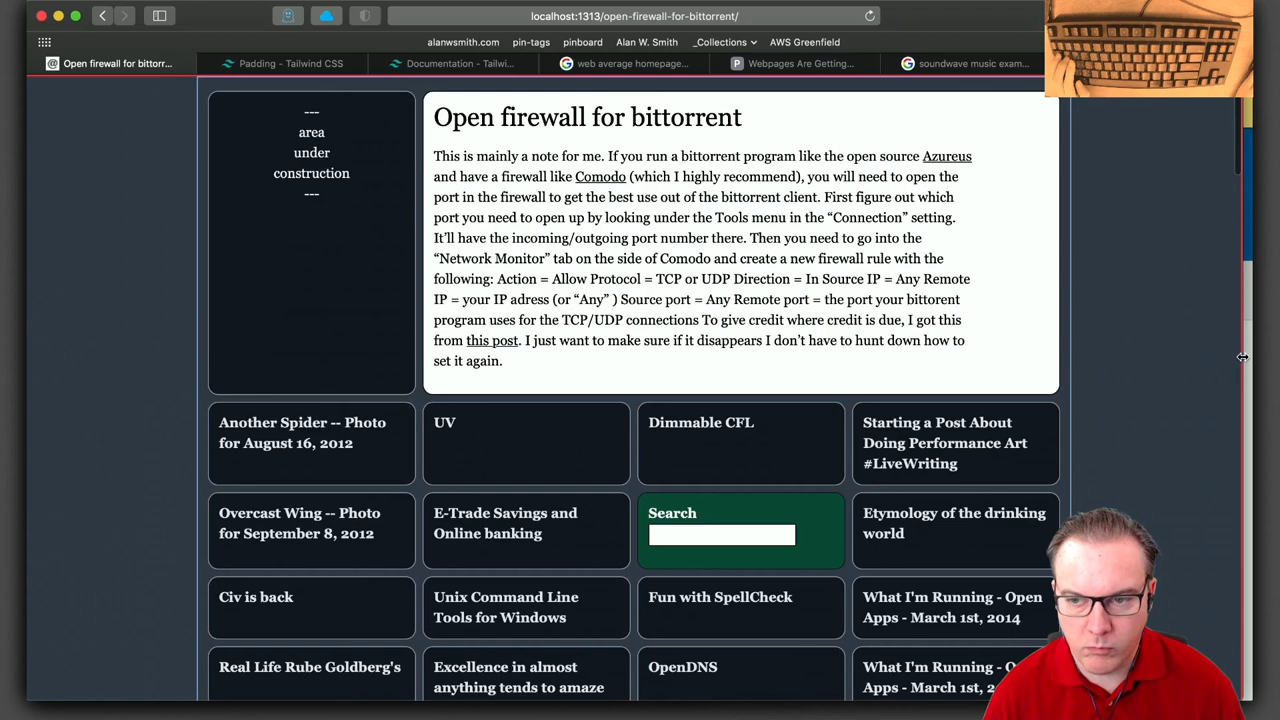 localhost:1313/open-firewall-for-bittorrent/
alanwsmith.com pin-tags pinboard Alan W. Smith _Collections AWS Greenfield
Open firewall for bittorr... Padding - Tailwind CSS Documentation - Tailwi... web average homepage... Webpages Are Getting... soundwave music exam...
---
area
under
construction
---
Open firewall for bittorrent
This is mainly a note for me. If you run a bittorrent program like the open source Azureus
and have a firewall like Comodo (which I highly recommend), you will need to open the
port in the firewall to get the best use out of the bittorrent client. First figure out which
port you need to open up by looking under the Tools menu in the “Connection” setting.
It’ll have the incoming/outgoing port number there. Then you need to go into the
“Network Monitor” tab on the side of Comodo and create a new firewall rule with the
following: Action = Allow Protocol = TCP or UDP Direction = In Source IP = Any Remote
IP = your IP adress (or “Any” ) Source port = Any Remote port = the port your bittorent
program uses for the TCP/UDP connections To give credit where credit is due, I got this
from this post. I just want to make sure if it disappears I don’t have to hunt down how to
set it again.
Another Spider -- Photo
for August 16, 2012
UV
Dimmable CFL
Starting a Post About
Doing Performance Art
#LiveWriting
Overcast Wing -- Photo
for September 8, 2012
E-Trade Savings and
Online banking
Search
Etymology of the drinking
world
Civ is back
Unix Command Line
Tools for Windows
Fun with SpellCheck
What I'm Running - Open
Apps - March 1st, 2014
Real Life Rube Goldberg's
Excellence in almost
anything tends to amaze
OpenDNS
What I'm Running - O
Apps - March 1st, 2